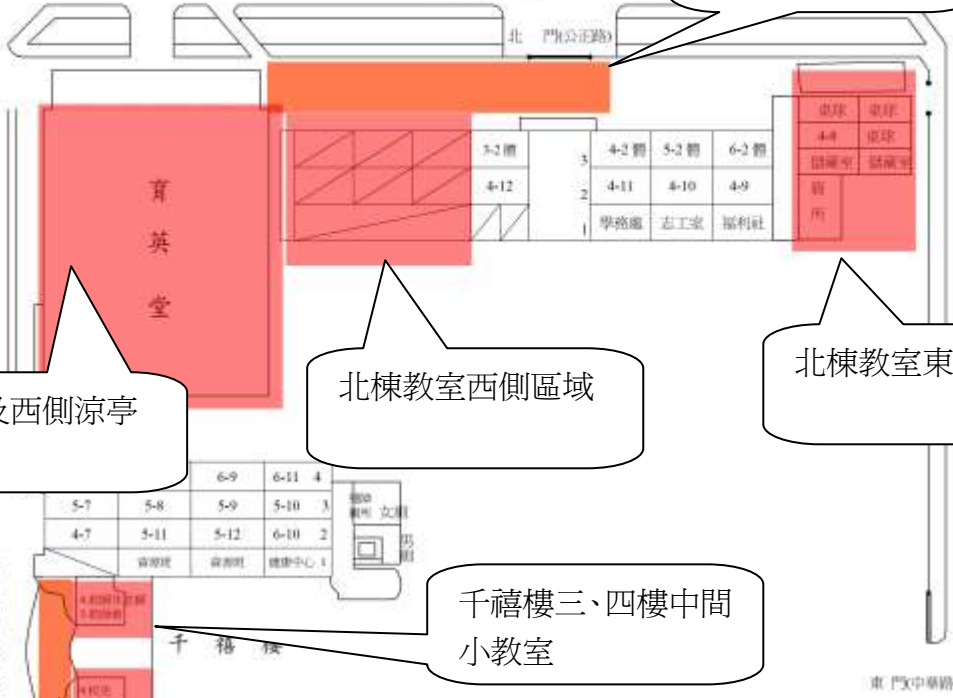 北 門(公正路)
桌球 桌球
4-8 桌球
儲藏室 儲藏室
廁
所
3-2 體
3
4-2 體 5-2 體 6-2 體
4-12
2
4-11 4-10 4-9
1
學務處 志工室 福利社
育
英
堂
及西側涼亭
北棟教室西側區域
北棟教室東
6-9 6-11 4
5-7 5-8 5-9 5-10 3
4-7 5-11 5-12 6-10 2
資源班 資源班 健康中心 1
女廁
男廁
千禧樓
千禧樓三、四樓中間
小教室
東 門(中華路